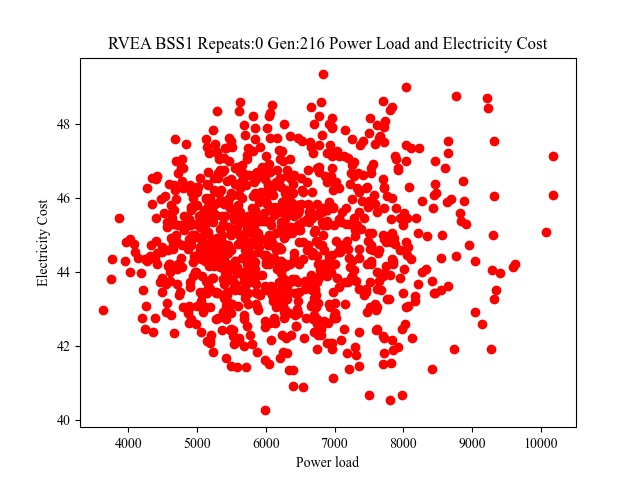 RVEA BSS1 Repeats:0 Gen:216 Power Load and Electricity Cost
Electricity Cost
48
46
44
42
40
4000 5000 6000 7000 8000 9000 10000
Power load